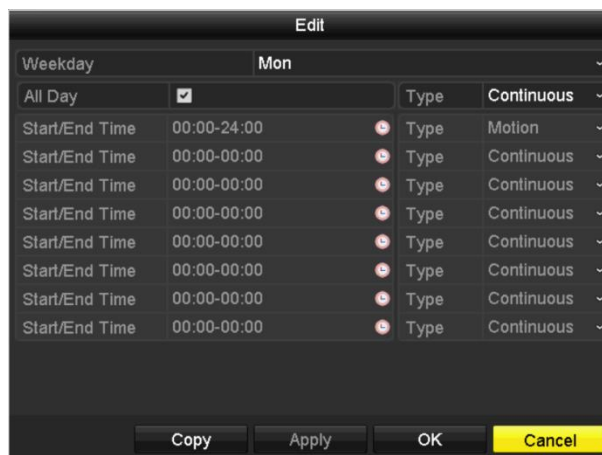 Edit
Weekday Mon
All Day Type Continuous
Start/End Time 00:00-24:00 Type Motion
Start/End Time 00:00-00:00 Type Continuous
Start/End Time 00:00-00:00 Type Continuous
Start/End Time 00:00-00:00 Type Continuous
Start/End Time 00:00-00:00 Type Continuous
Start/End Time 00:00-00:00 Type Continuous
Start/End Time 00:00-00:00 Type Continuous
Start/End Time 00:00-00:00 Type Continuous
Copy Apply OK Cancel